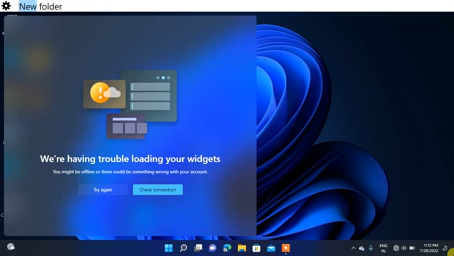 New folder
We're having trouble loading your widgets
You might be offline or there could be something wrong with your account.
Try again
Check connection
ENG
IN
7:12 PM
7/28/2022